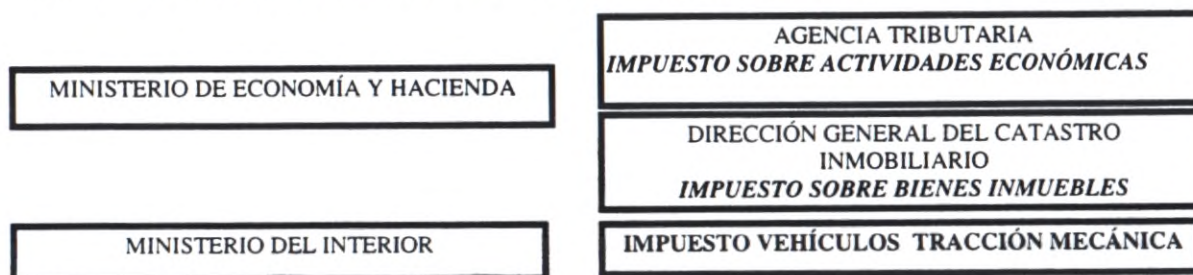 MINISTERIO DE ECONOMÍA Y HACIENDA
AGENCIA TRIBUTARIA
IMPUESTO SOBRE ACTIVIDADES ECONÓMICAS
DIRECCIÓN GENERAL DEL CATASTRO
INMOBILIARIO
IMPUESTO SOBRE BIENES INMUEBLES
MINISTERIO DEL INTERIOR
IMPUESTO VEHÍCULOS TRACCIÓN MECÁNICA